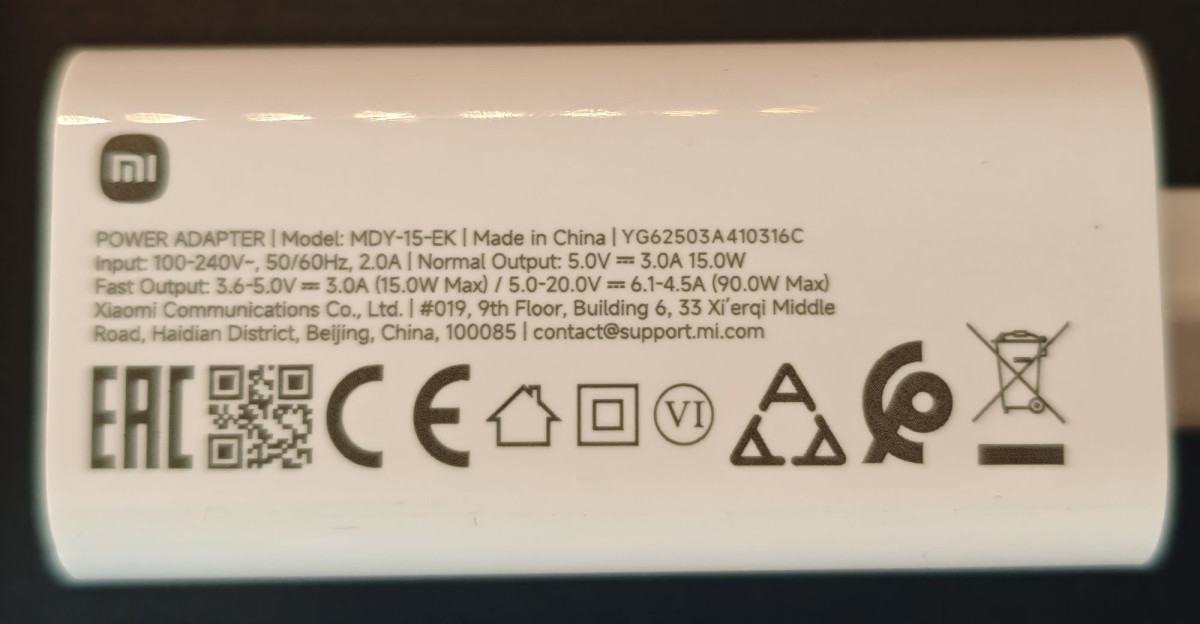 mi
POWER ADAPTER | Model: MDY-15-EK | Made in China | YG62503A410316C
Input: 100-240V~, 50/60Hz, 2.0A | Normal Output: 5.0V ⎓ 3.0A 15.0W
Fast Output: 3.6-5.0V ⎓ 3.0A (15.0W Max) / 5.0-20.0V ⎓ 6.1-4.5A (90.0W Max)
Xiaomi Communications Co., Ltd. | #019, 9th Floor, Building 6, 33 Xi'erqi Middle
Road, Haidian District, Beijing, China, 100085 | contact@support.mi.com
EAC CE VI